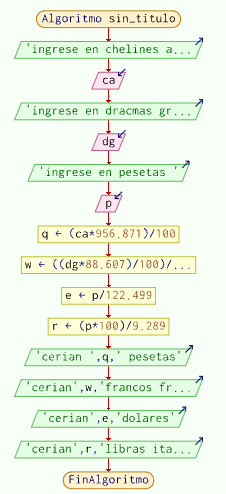 Algoritmo sin_titulo
'ingrese en chelines a...
ca
'ingrese en dracmas gr...
dg
'ingrese en pesetas '
p
q ← (ca*956.871)/100
w ← ((dg*88.607)/100)/...
e ← p/122.499
r ← (p*100)/9.289
'cerian ',q,' pesetas'
'cerian',w,'francos fr...
'cerian',e,'dolares'
'cerian',r,'libras ita...
FinAlgoritmo